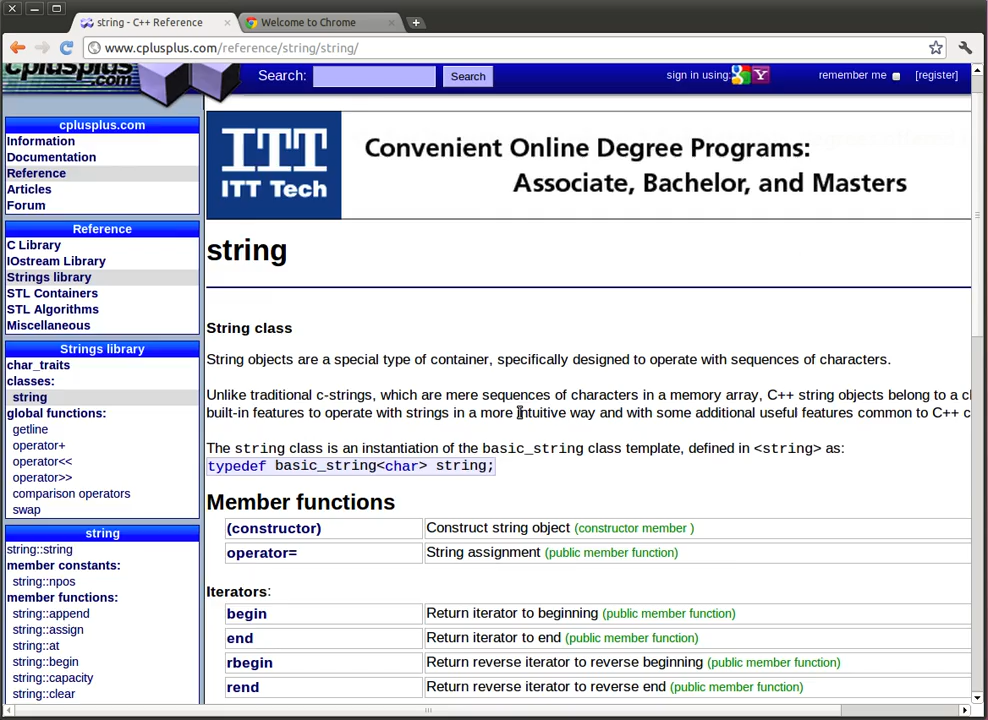 string - C++ Reference
Welcome to Chrome
www.cplusplus.com/reference/string/string/
cplusplus
.com
Search:
Search
sign in using:
Y
remember me
[register]
cplusplus.com
Information
Documentation
Reference
Articles
Forum
Reference
C Library
IOstream Library
Strings library
STL Containers
STL Algorithms
Miscellaneous
Strings library
char_traits
classes:
string
global functions:
getline
operator+
operator<<
operator>>
comparison operators
swap
string
string::string
member constants:
string::npos
member functions:
string::append
string::assign
string::at
string::begin
string::capacity
string::clear
ITT
ITT Tech
Convenient Online Degree Programs:
Associate, Bachelor, and Masters
string
String class
String objects are a special type of container, specifically designed to operate with sequences of characters.
Unlike traditional c-strings, which are mere sequences of characters in a memory array, C++ string objects belong to a cl
built-in features to operate with strings in a more intuitive way and with some additional useful features common to C++ c
The string class is an instantiation of the basic_string class template, defined in <string> as:
typedef basic_string<char> string;
Member functions
(constructor) Construct string object (constructor member )
operator= String assignment (public member function)
Iterators:
begin Return iterator to beginning (public member function)
end Return iterator to end (public member function)
rbegin Return reverse iterator to reverse beginning (public member function)
rend Return reverse iterator to reverse end (public member function)